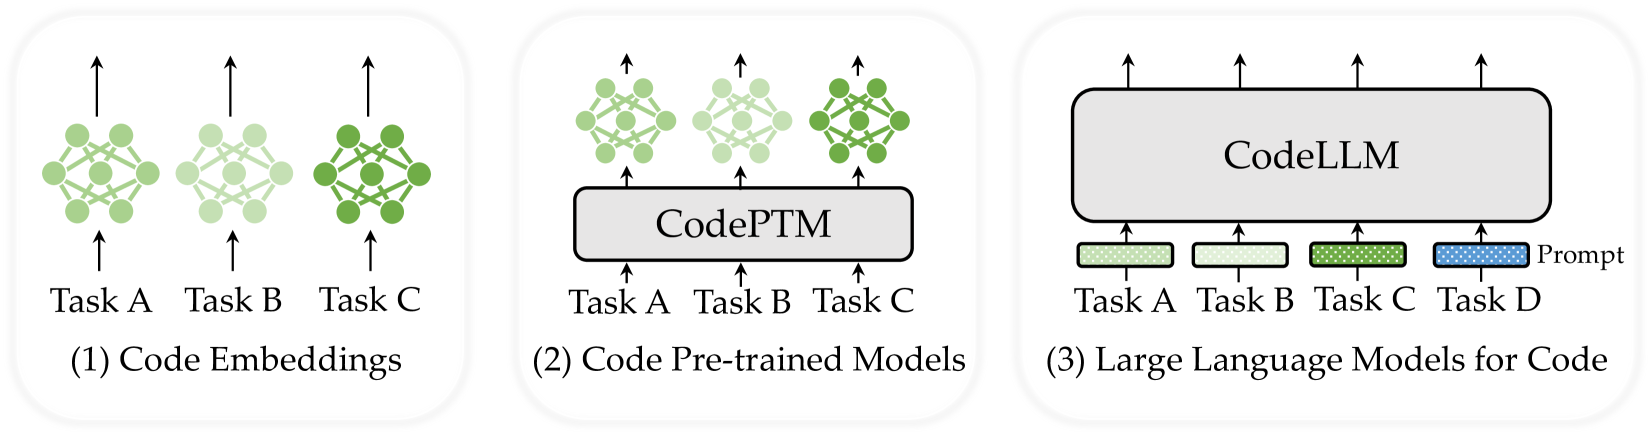 Task A Task B Task C
(1) Code Embeddings
CodePTM
Task A Task B Task C
(2) Code Pre-trained Models
CodeLLM
Prompt
Task A Task B Task C Task D
(3) Large Language Models for Code